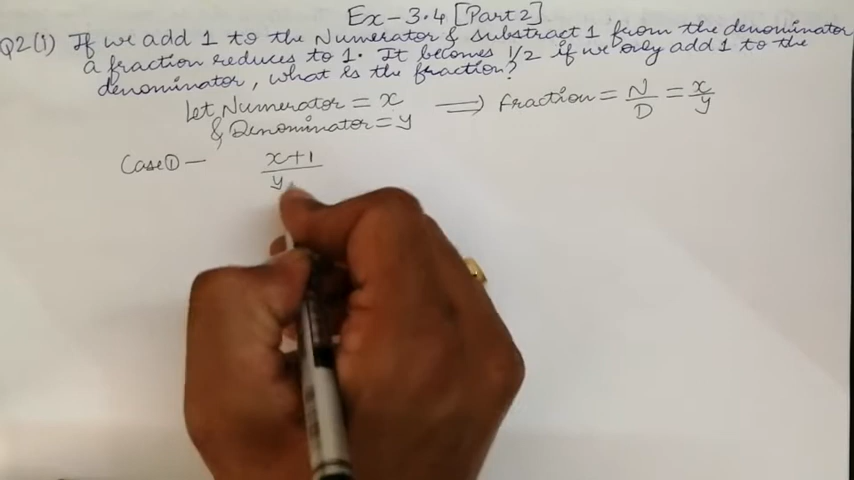 Ex-3.4 [Part 2]
Q2(1) If we add 1 to the Numerator & substract 1 from the denominator
a fraction reduces to 1. It becomes 1/2 if we only add 1 to the
denominator, what is the fraction?
Let Numerator = x ⟹ Fraction = N/D = x/y
& Denominator = y
Case① — x+1
y